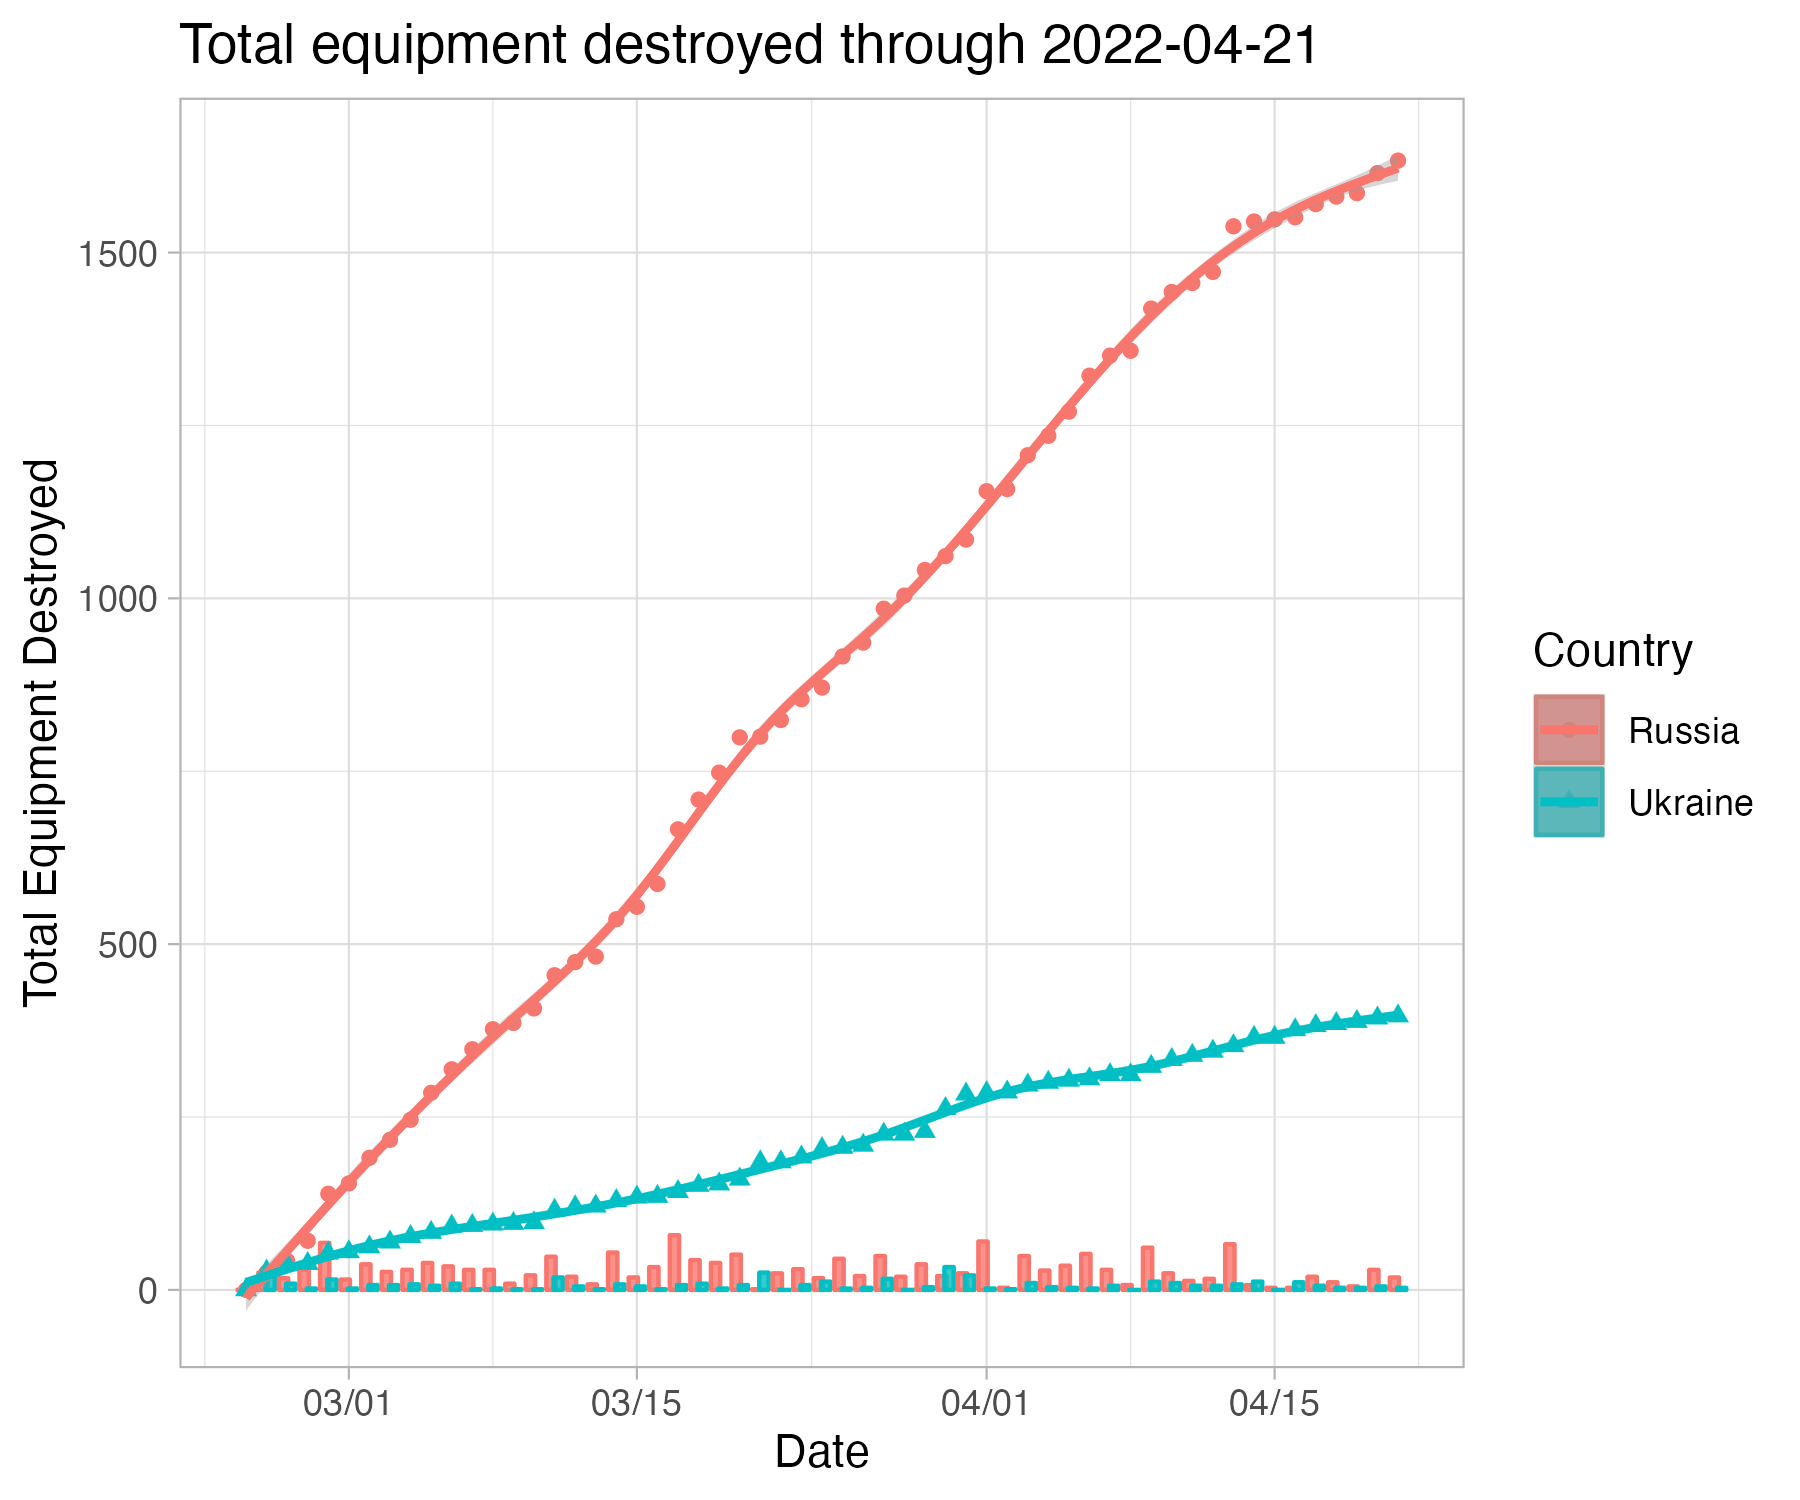 Total equipment destroyed through 2022-04-21
Total Equipment Destroyed
1500
1000
500
0
03/01
03/15
04/01
04/15
Date
Country
Russia
Ukraine